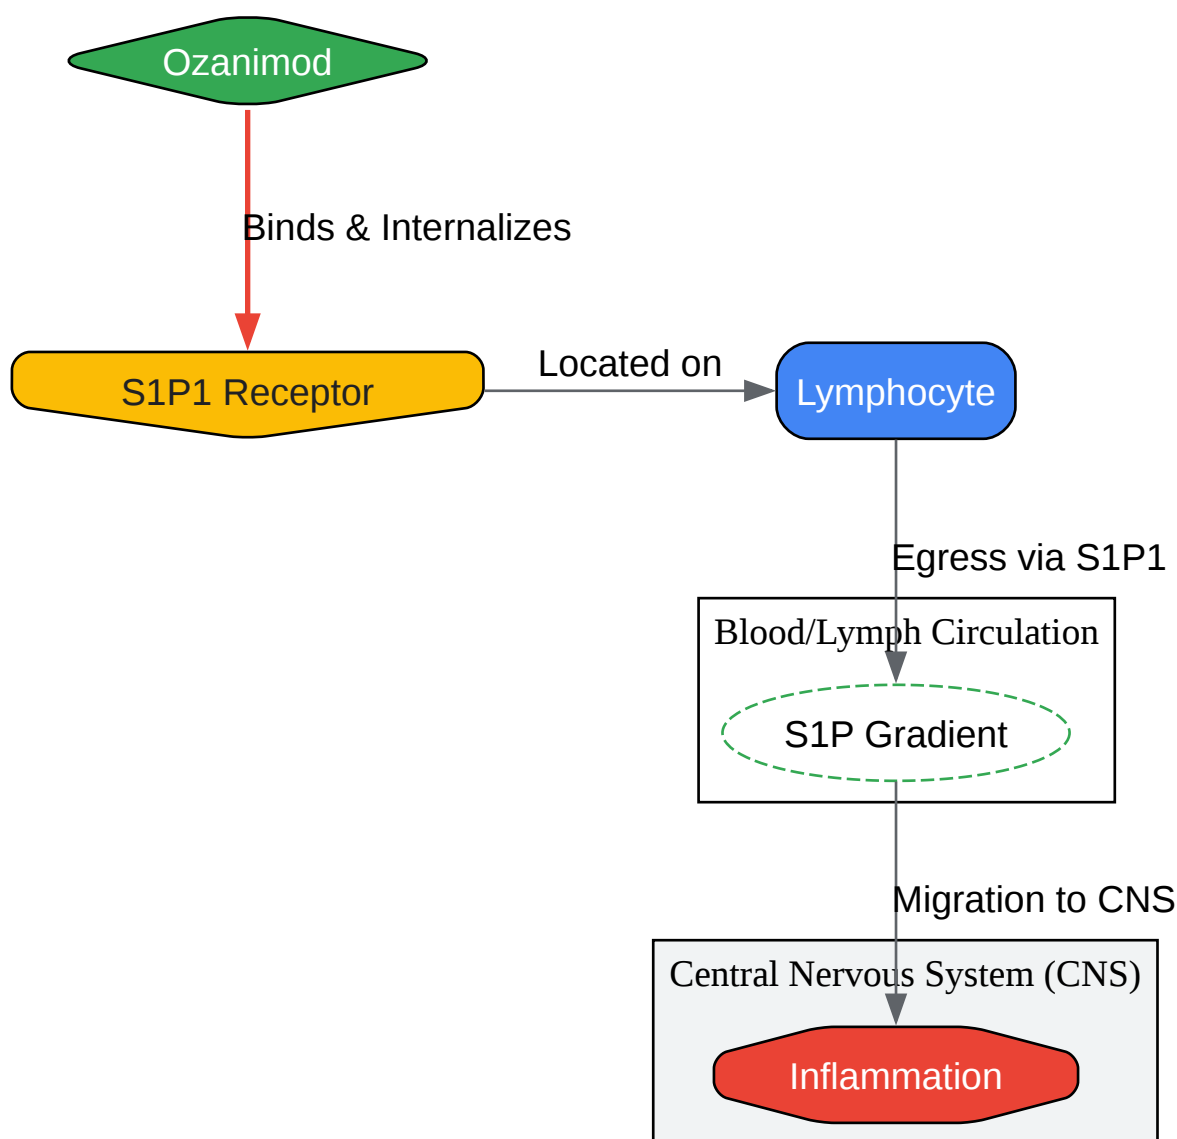 Ozanimod
Binds & Internalizes
S1P1 Receptor
Located on
Lymphocyte
Egress via S1P1
Blood/Lymph Circulation
S1P Gradient
Migration to CNS
Central Nervous System (CNS)
Inflammation